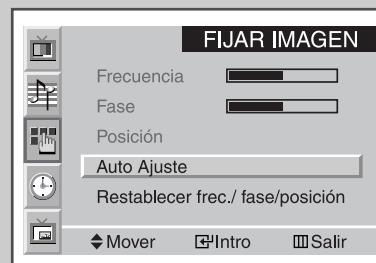 FIJAR IMAGEN
Frecuencia
Fase
Posición
Auto Ajuste
Restablecer frec./ fase/posición
Mover Intro Salir